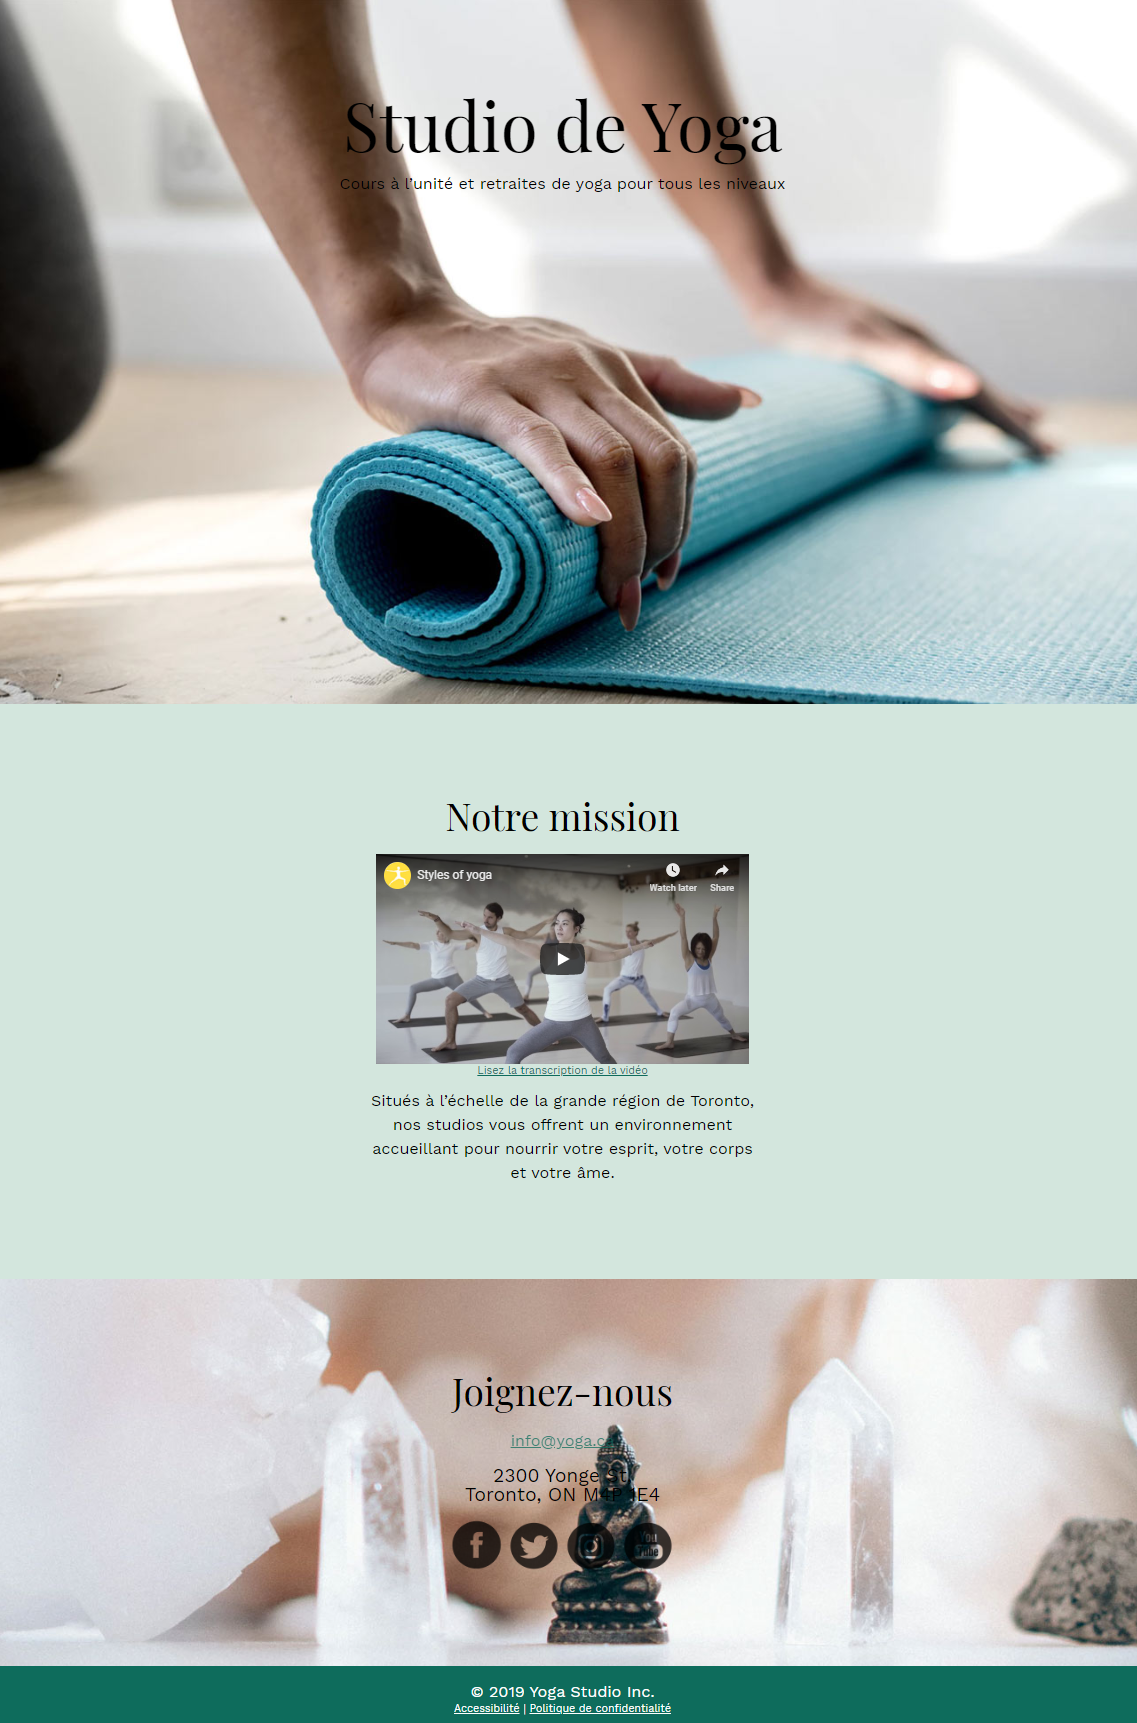 Studio de Yoga
Cours à l’unité et retraites de yoga pour tous les niveaux
Notre mission
Styles of yoga
Watch later
Share
Lisez la transcription de la vidéo
Situés à l’échelle de la grande région de Toronto,
nos studios vous offrent un environnement
accueillant pour nourrir votre esprit, votre corps
et votre âme.
Joignez-nous
info@yoga.ca
2300 Yonge St.
Toronto, ON M4P 1E4
You
Tube
© 2019 Yoga Studio Inc.
Accessibilité | Politique de confidentialité